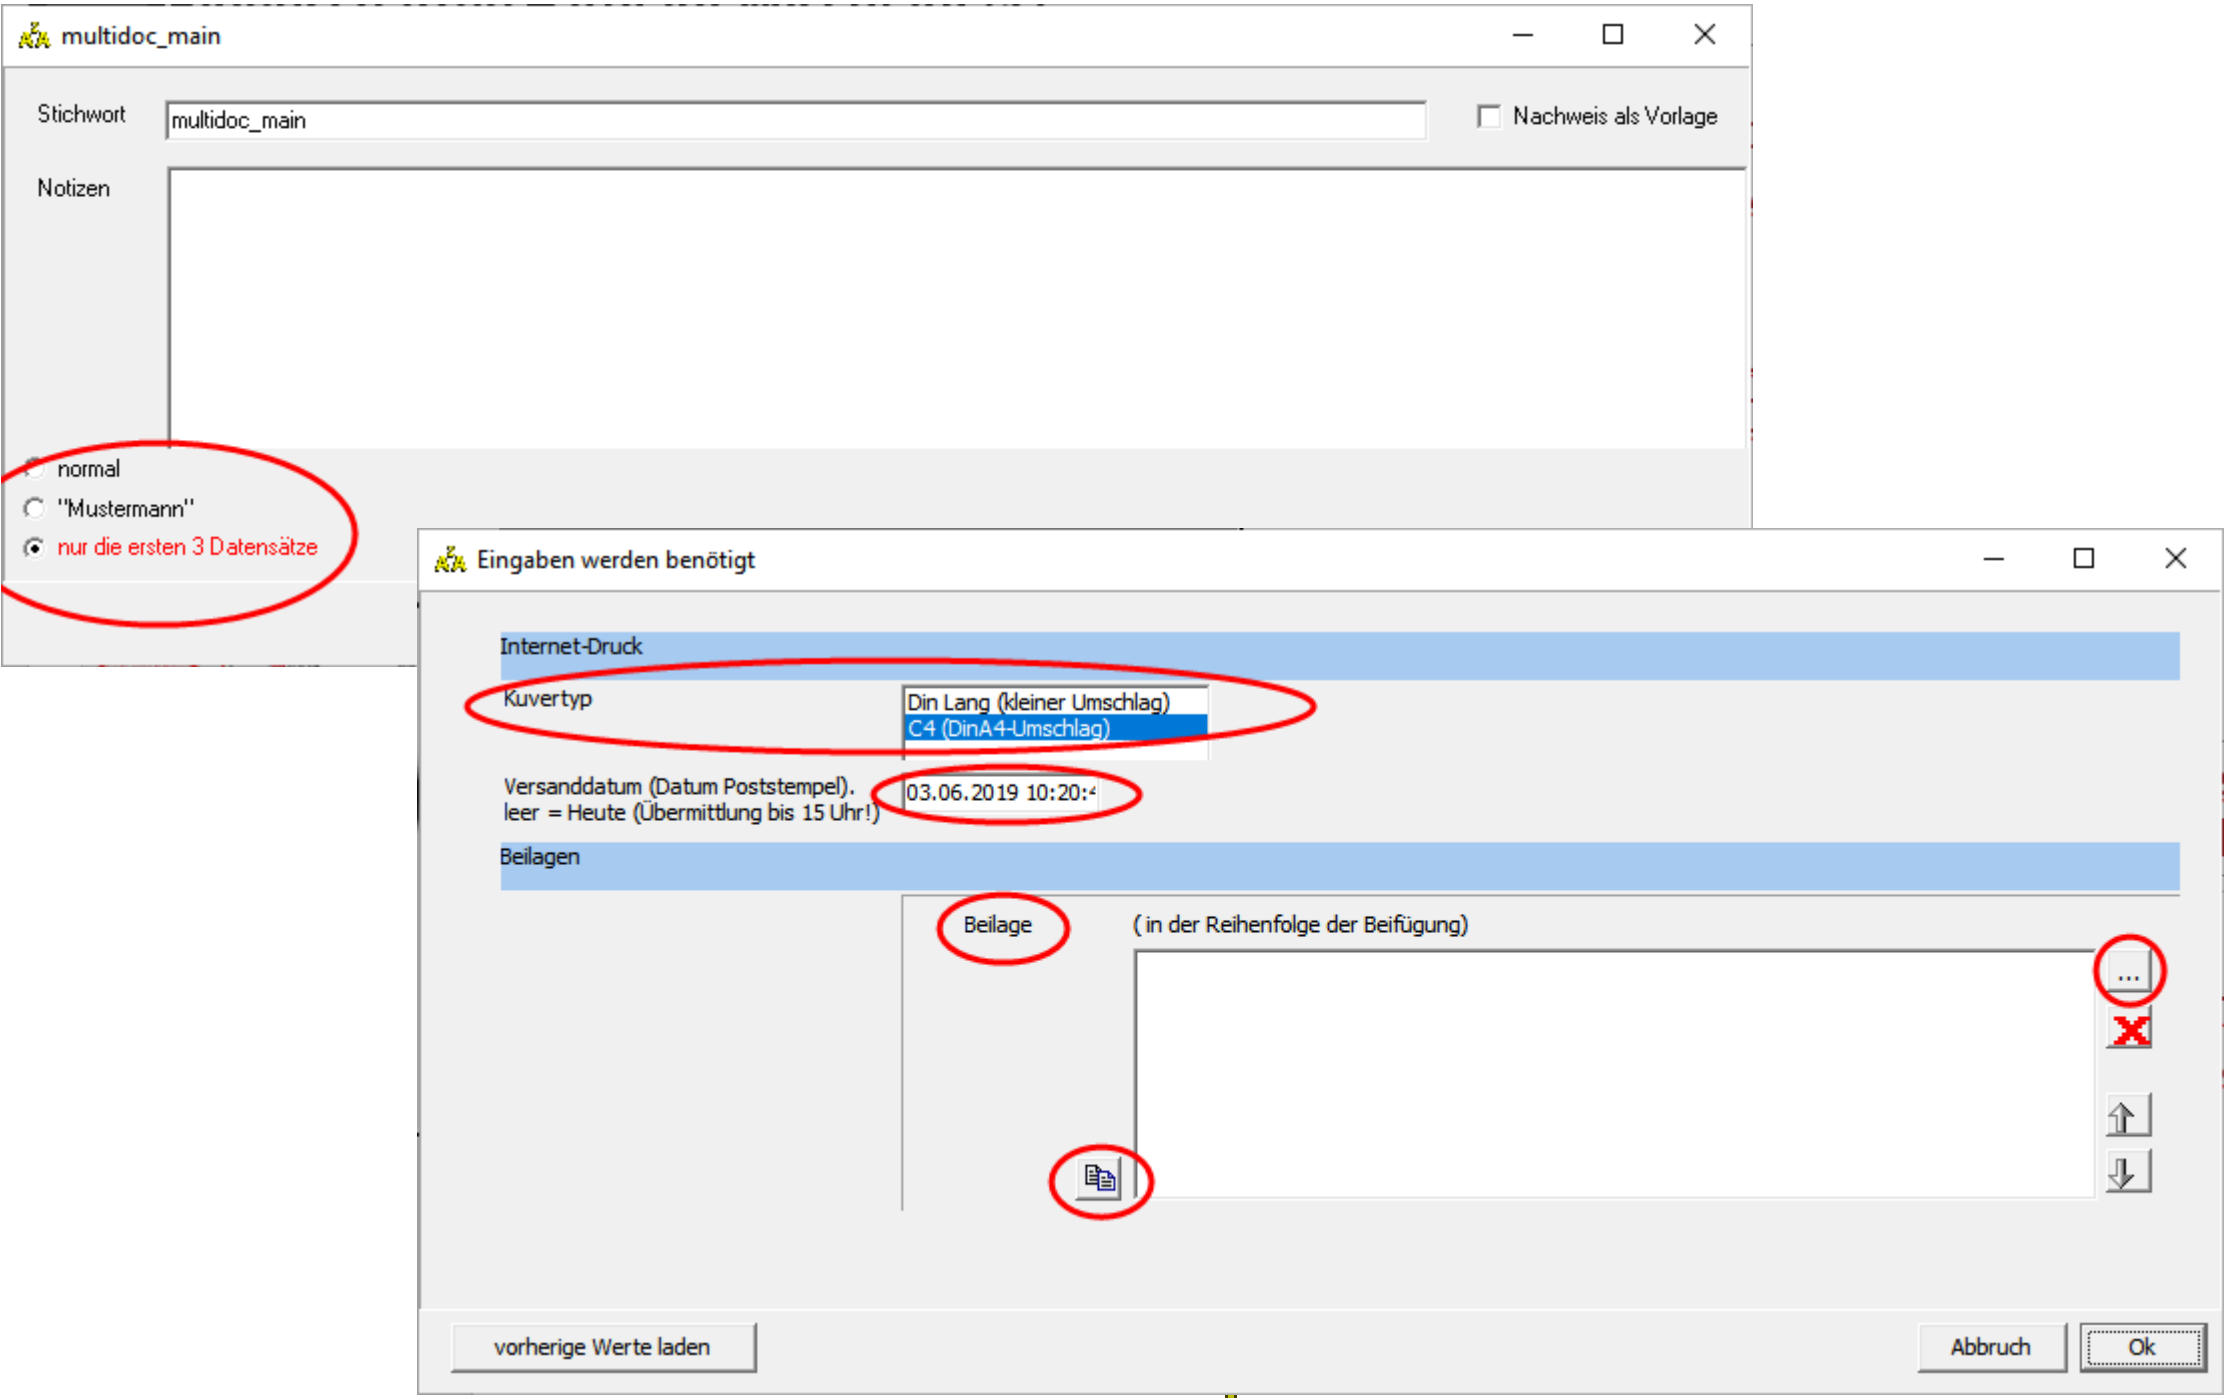 multidoc_main
Stichwort
multidoc_main
Nachweis als Vorlage
Notizen
normal
"Mustermann"
nur die ersten 3 Datensätze
Eingaben werden benötigt
Internet-Druck
Kuvertyp
Din Lang (kleiner Umschlag)
C4 (DinA4-Umschlag)
Versanddatum (Datum Poststempel).
leer = Heute (Übermittlung bis 15 Uhr!)
03.06.2019 10:20:4
Beilagen
Beilage
( in der Reihenfolge der Beifügung)
...
vorherige Werte laden
Abbruch
Ok